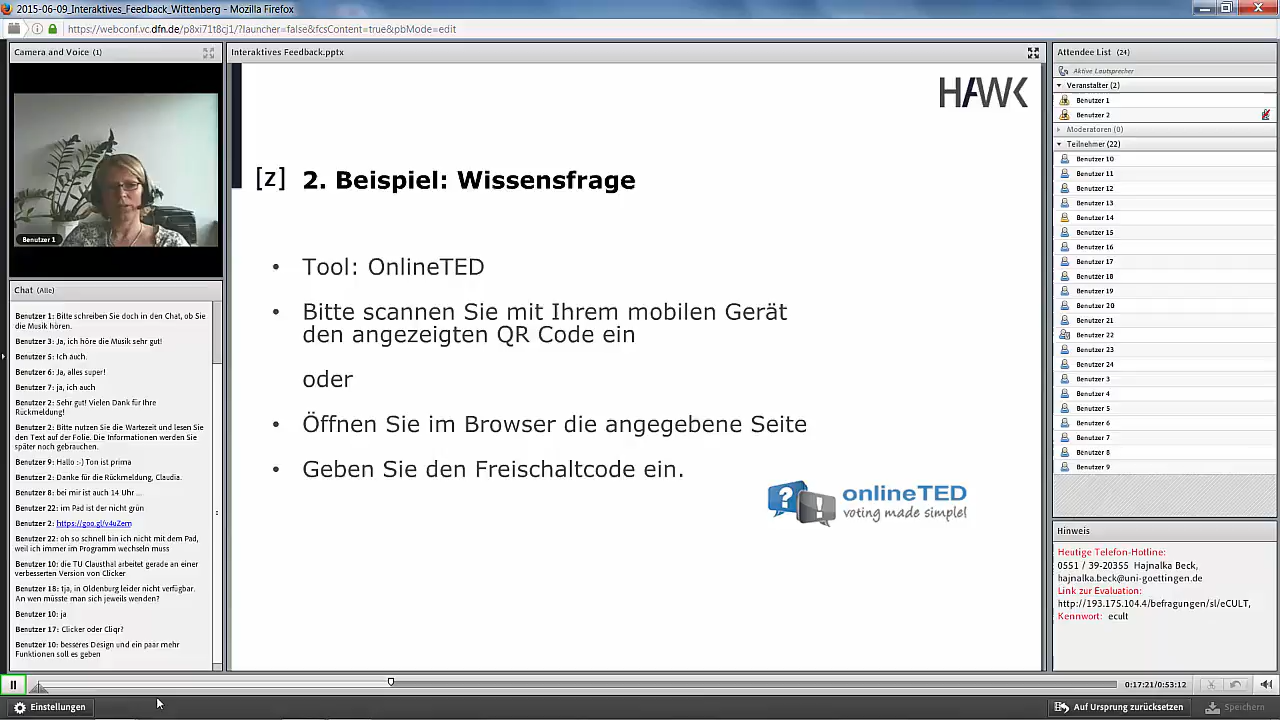 2015-06-09_Interaktives_Feedback_Wittenberg - Mozilla Firefox
https://webconf.vc.dfn.de/p8xi71t8cj1/?launcher=false&fcsContent=true&pbMode=edit
Camera and Voice (1)
Benutzer 1
Chat (Alle)
Benutzer 1: Bitte schreiben Sie doch in den Chat, ob Sie
die Musik hören.
Benutzer 3: Ja, ich höre die Musik sehr gut!
Benutzer 5: Ich auch.
Benutzer 6: Ja, alles super!
Benutzer 7: ja, ich auch
Benutzer 2: Sehr gut! Vielen Dank für Ihre
Rückmeldung!
Benutzer 2: Bitte nutzen Sie die Wartezeit und lesen Sie
den Text auf der Folie. Die Informationen werden Sie
später noch gebrauchen.
Benutzer 9: Hallo :-) Ton ist prima
Benutzer 2: Danke für die Rückmeldung, Claudia.
Benutzer 8: bei mir ist auch 14 Uhr ...
Benutzer 22: im Pad ist der nicht grün
Benutzer 2: https://goo.gl/v4uZem
Benutzer 22: oh so schnell bin ich nicht mit dem Pad,
weil ich immer im Programm wechseln muss
Benutzer 10: die TU Clausthal arbeitet gerade an einer
verbesserten Version von Clicker
Benutzer 18: tja, in Oldenburg leider nicht verfügbar.
An wen müsste man sich jeweils wenden?
Benutzer 10: ja
Benutzer 17: Clicker oder Cliqr?
Benutzer 10: besseres Design und ein paar mehr
Funktionen soll es geben
Interaktives Feedback.pptx
HAWK
[z] 2. Beispiel: Wissensfrage
• Tool: OnlineTED
• Bitte scannen Sie mit Ihrem mobilen Gerät
den angezeigten QR Code ein
oder
• Öffnen Sie im Browser die angegebene Seite
• Geben Sie den Freischaltcode ein.
onlineTED
voting made simple!
Attendee List (24)
Aktive Lautsprecher
Veranstalter (2)
Benutzer 1
Benutzer 2
Moderatoren (0)
Teilnehmer (22)
Benutzer 10
Benutzer 11
Benutzer 12
Benutzer 13
Benutzer 14
Benutzer 15
Benutzer 16
Benutzer 17
Benutzer 18
Benutzer 19
Benutzer 20
Benutzer 21
Benutzer 22
Benutzer 23
Benutzer 24
Benutzer 3
Benutzer 4
Benutzer 5
Benutzer 6
Benutzer 7
Benutzer 8
Benutzer 9
Hinweis
Heutige Telefon-Hotline:
0551 / 39-20355 Hajnalka Beck,
hajnalka.beck@uni-goettingen.de
Link zur Evaluation:
http://193.175.104.4/befragungen/sl/eCULT,
Kennwort: ecult
0:17:21/0:53:12
Einstellungen
Auf Ursprung zurücksetzen
Speichern